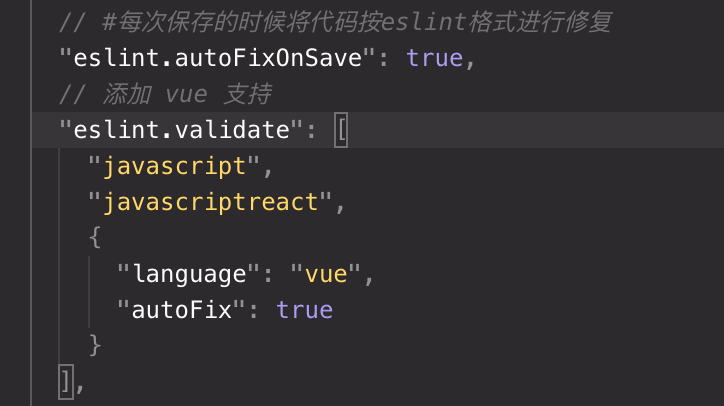 // #每次保存的时候将代码按eslint格式进行修复
"eslint.autoFixOnSave": true,
// 添加 vue 支持
"eslint.validate": [
"javascript",
"javascriptreact",
{
"language": "vue",
"autoFix": true
}
],